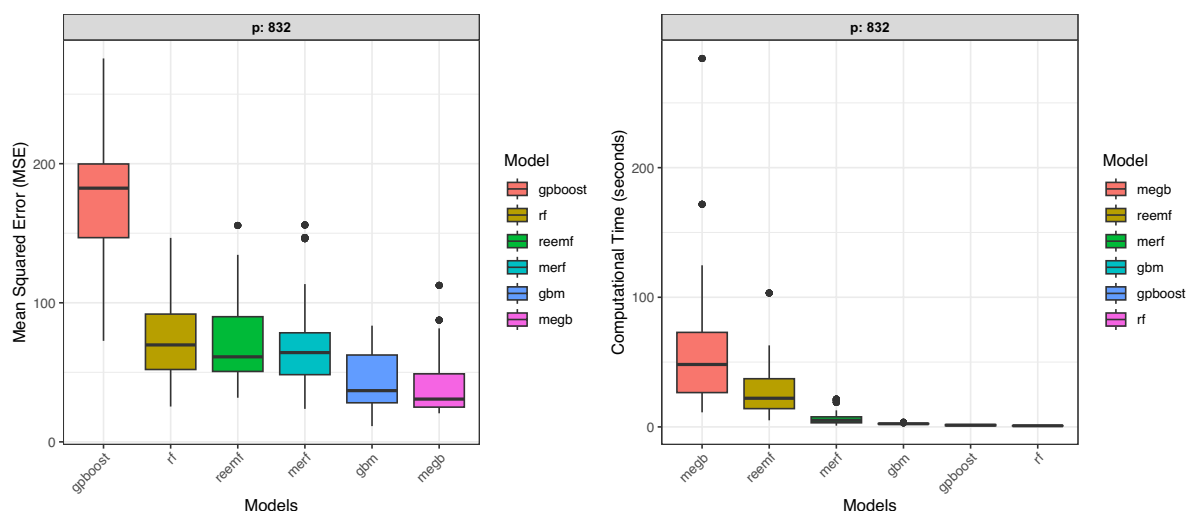 p: 832
Mean Squared Error (MSE)
200
100
0
gpboost
rf
reemf
merf
gbm
megb
Models
Model
gpboost
rf
reemf
merf
gbm
megb
p: 832
Computational Time (seconds)
200
100
0
megb
reemf
merf
gbm
gpboost
rf
Models
Model
megb
reemf
merf
gbm
gpboost
rf